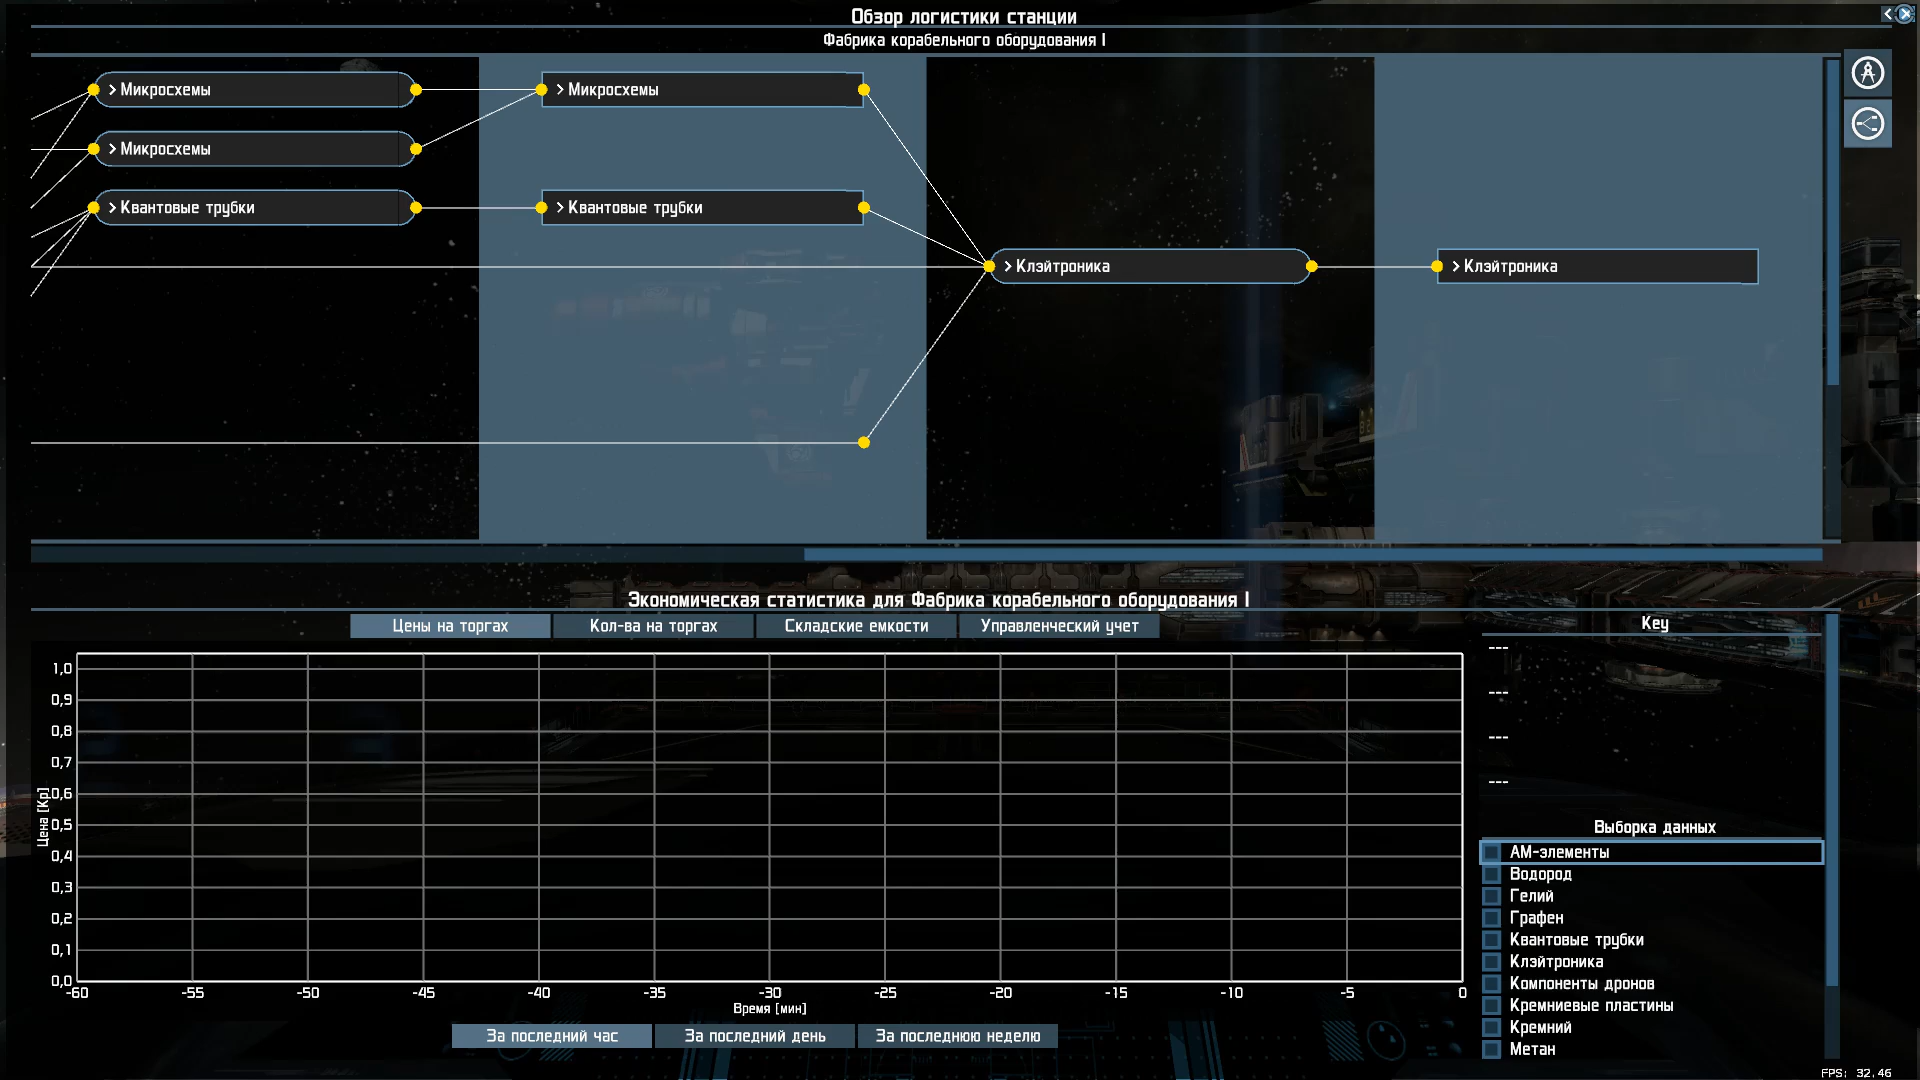 Обзор логистики станции
Фабрика корабельного оборудования I
> Микросхемы
> Микросхемы
> Микросхемы
> Квантовые трубки
> Квантовые трубки
> Клэйтроника
> Клэйтроника
Экономическая статистика для Фабрика корабельного оборудования I
Цены на торгах
Кол-ва на торгах
Складские емкости
Управленческий учет
Key
---
---
---
---
Цена [Кр]
1,0
0,9
0,8
0,7
0,6
0,5
0,4
0,3
0,2
0,1
0,0
-60 -55 -50 -45 -40 -35 -30 -25 -20 -15 -10 -5 0
Время [мин]
За последний час
За последний день
За последнюю неделю
Выборка данных
АМ-элементы
Водород
Гелий
Графен
Квантовые трубки
Клэйтроника
Компоненты дронов
Кремниевые пластины
Кремний
Метан
FPS: 32.46